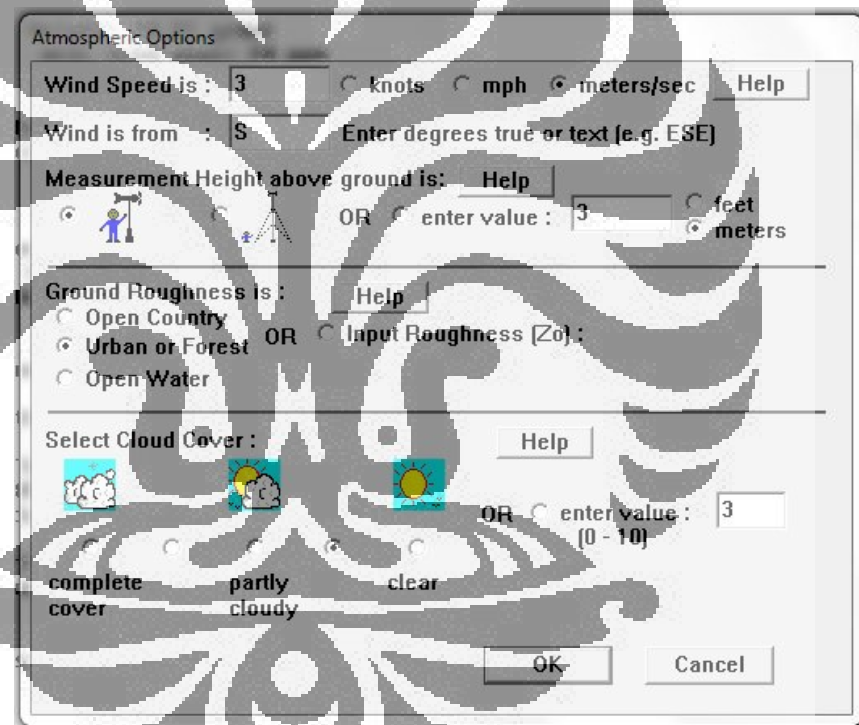 Atmospheric Options
Wind Speed is : 3 knots mph meters/sec Help
Wind is from : S Enter degrees true or text (e.g. ESE)
Measurement Height above ground is: Help
OR enter value : 3 feet
meters
Ground Roughness is : Help
Open Country
Urban or Forest OR Input Roughness (Zo) :
Open Water
Select Cloud Cover : Help
OR enter value : 3
(0 - 10)
complete cover partly cloudy clear
OK Cancel